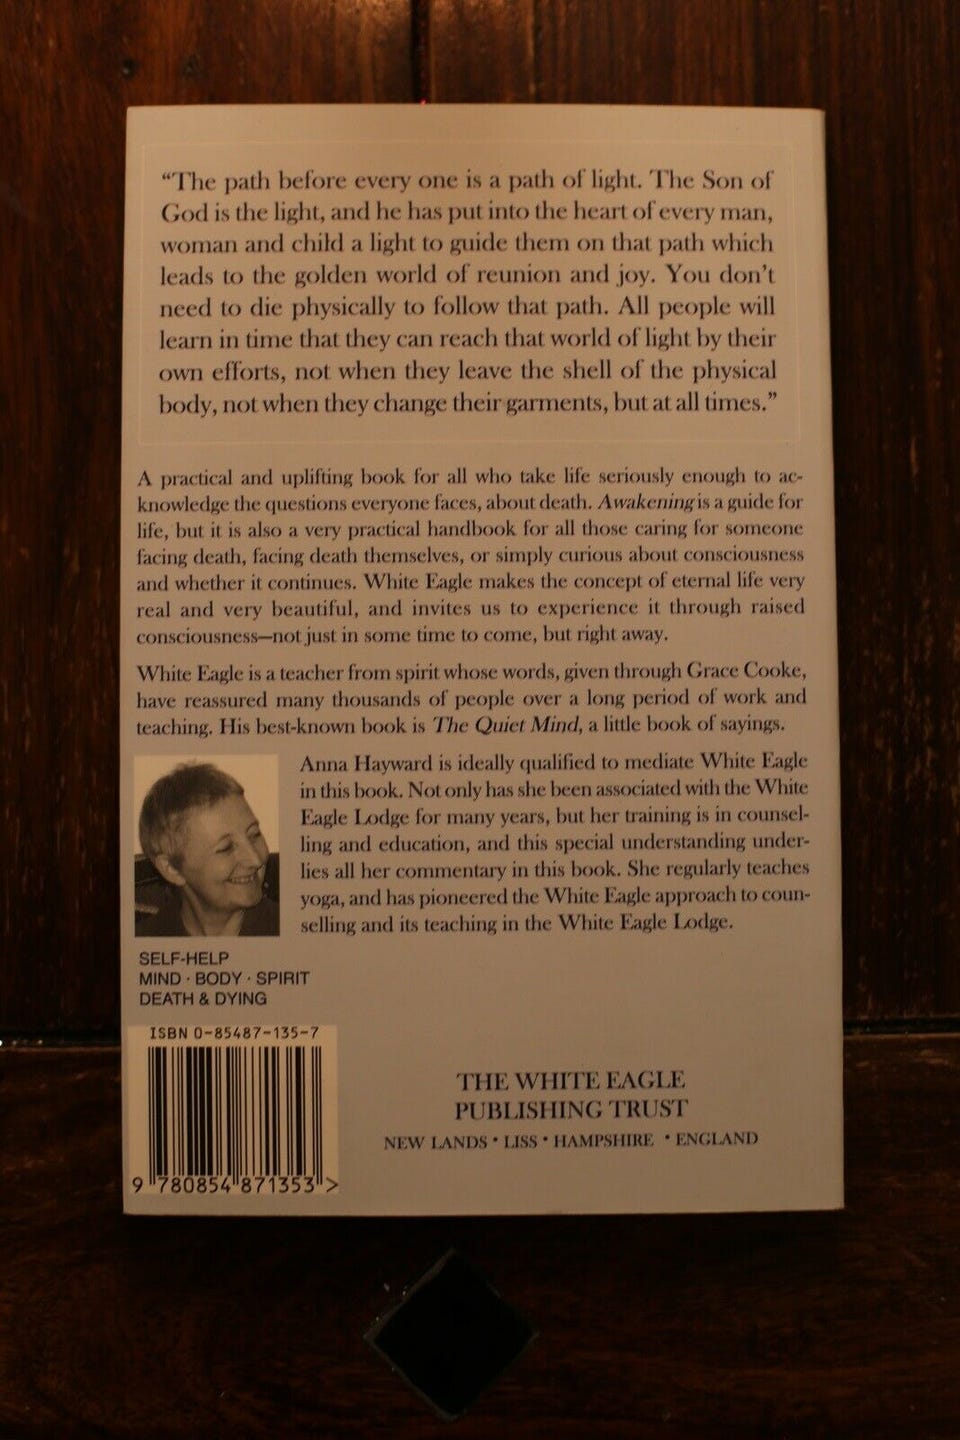 “The path before every one is a path of light. The Son of
God is the light, and he has put into the heart of every man,
woman and child a light to guide them on that path which
leads to the golden world of reunion and joy. You don’t
need to die physically to follow that path. All people will
learn in time that they can reach that world of light by their
own efforts, not when they leave the shell of the physical
body, not when they change their garments, but at all times.”
A practical and uplifting book for all who take life seriously enough to ac-
knowledge the questions everyone faces, about death. Awakening is a guide for
life, but it is also a very practical handbook for all those caring for someone
facing death, facing death themselves, or simply curious about consciousness
and whether it continues. White Eagle makes the concept of eternal life very
real and very beautiful, and invites us to experience it through raised
consciousness—not just in some time to come, but right away.
White Eagle is a teacher from spirit whose words, given through Grace Cooke,
have reassured many thousands of people over a long period of work and
teaching. His best-known book is The Quiet Mind, a little book of sayings.
Anna Hayward is ideally qualified to mediate White Eagle
in this book. Not only has she been associated with the White
Eagle Lodge for many years, but her training is in counsel-
ling and education, and this special understanding under-
lies all her commentary in this book. She regularly teaches
yoga, and has pioneered the White Eagle approach to coun-
selling and its teaching in the White Eagle Lodge.
SELF-HELP
MIND · BODY · SPIRIT
DEATH & DYING
ISBN 0-85487-135-7
9 780854 871353 >
THE WHITE EAGLE
PUBLISHING TRUST
NEW LANDS • LISS • HAMPSHIRE • ENGLAND